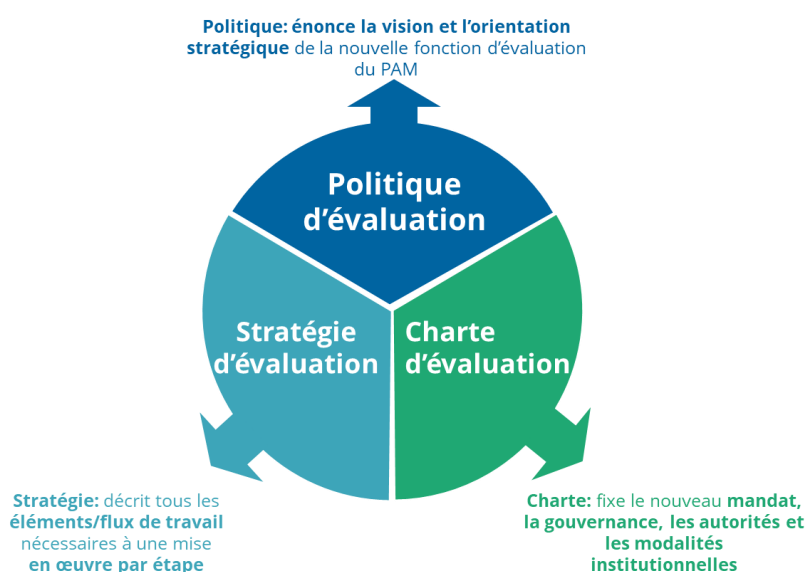 Politique: énonce la vision et l’orientation
stratégique de la nouvelle fonction d’évaluation
du PAM
Politique
d’évaluation
Stratégie
d’évaluation
Charte
d’évaluation
Stratégie: décrit tous les
éléments/flux de travail
nécessaires à une mise
en œuvre par étape
Charte: fixe le nouveau mandat,
la gouvernance, les autorités et
les modalités
institutionnelles